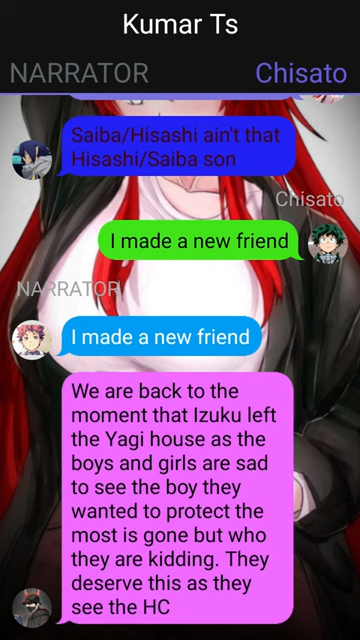 Kumar Ts
NARRATOR Chisato
Saiba/Hisashi ain't that
Hisashi/Saiba son
Chisato
I made a new friend
NARRATOR
I made a new friend
We are back to the
moment that Izuku left
the Yagi house as the
boys and girls are sad
to see the boy they
wanted to protect the
most is gone but who
they are kidding. They
deserve this as they
see the HC